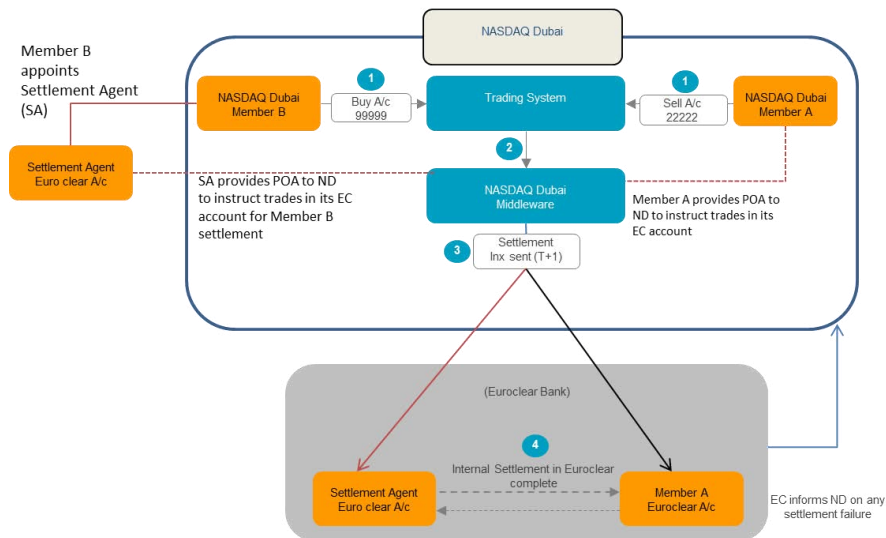 NASDAQ Dubai
Member B
appoints
Settlement Agent
(SA)
1
1
NASDAQ Dubai
Member B
Buy A/c
99999
Trading System
Sell A/c
22222
NASDAQ Dubai
Member A
2
Settlement Agent
Euro clear A/c
SA provides POA to ND
to instruct trades in its EC
account for Member B
settlement
NASDAQ Dubai
Middleware
Member A provides POA to
ND to instruct trades in its
EC account
3
Settlement
Inx sent (T+1)
(Euroclear Bank)
4
Internal Settlement in Euroclear
complete
Settlement Agent
Euro clear A/c
Member A
Euroclear A/c
EC informs ND on any
settlement failure